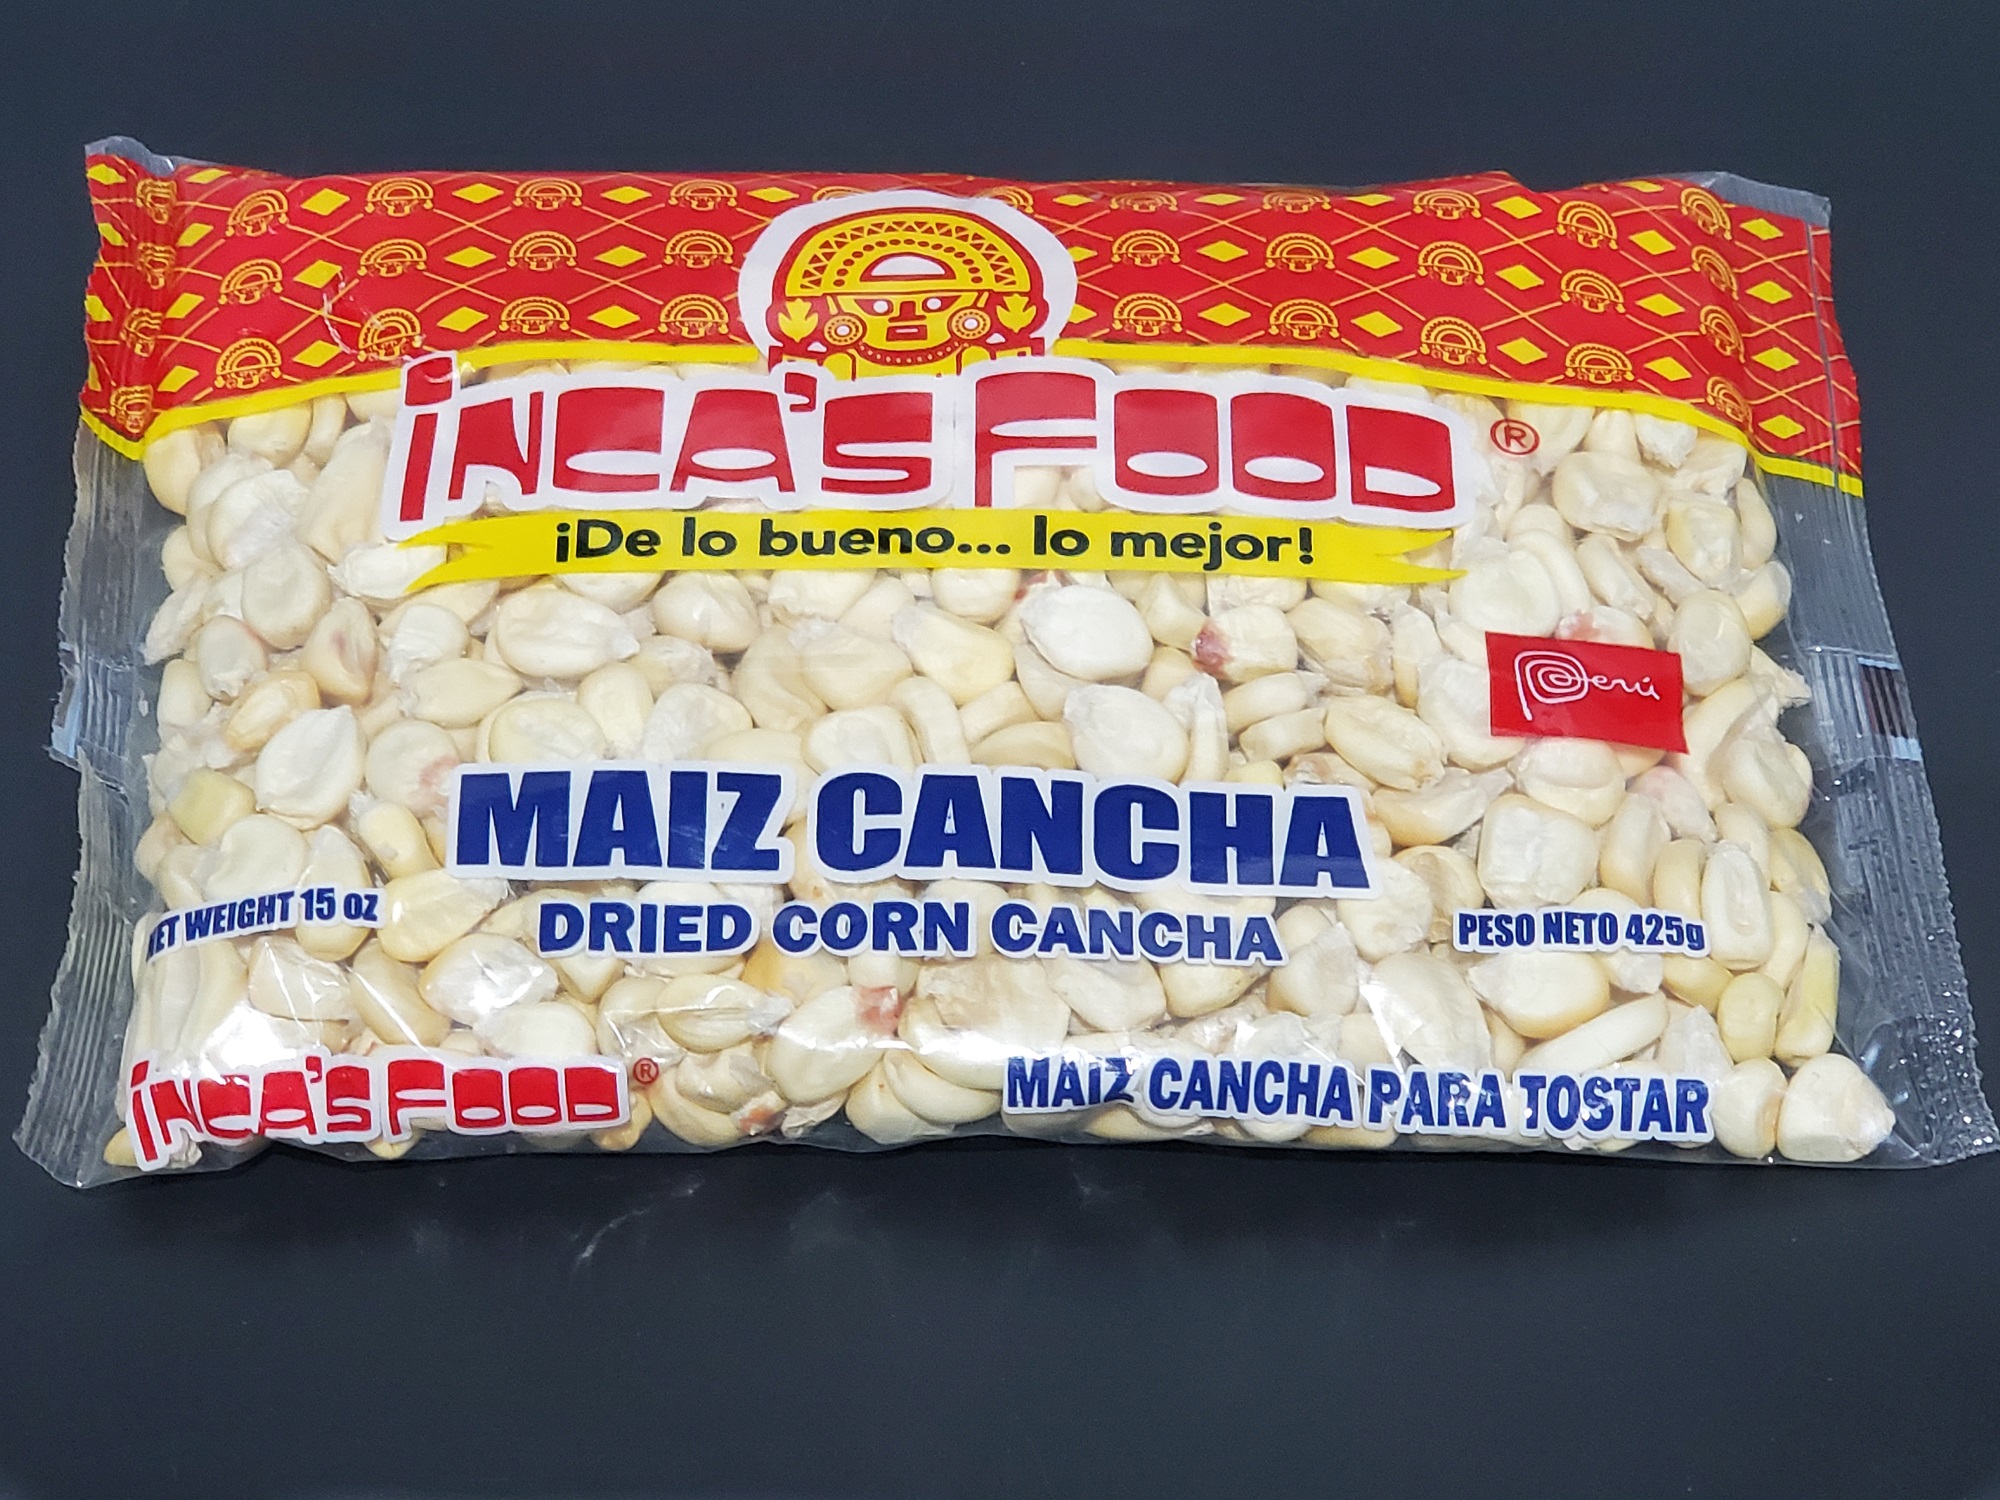 INCA'S FOOD ®
¡De lo bueno... lo mejor!
Perú
MAIZ CANCHA
DRIED CORN CANCHA
NET WEIGHT 15 oz
PESO NETO 425g
INCA'S FOOD ®
MAIZ CANCHA PARA TOSTAR